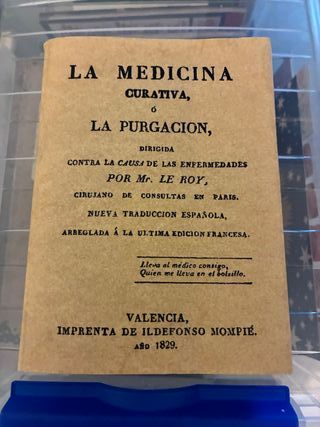 LA MEDICINA
CURATIVA,
ó
LA PURGACION,
DIRIGIDA
CONTRA LA CAUSA DE LAS ENFERMEDADES
POR Mr. LE ROY,
CIRUJANO DE CONSULTAS EN PARIS.
NUEVA TRADUCCION ESPAÑOLA,
ARREGLADA Á LA ULTIMA EDICION FRANCESA.
Lleva al médico consigo,
Quien me lleva en el bolsillo.
VALENCIA,
IMPRENTA DE ILDEFONSO MOMPIÉ.
AÑO 1829.